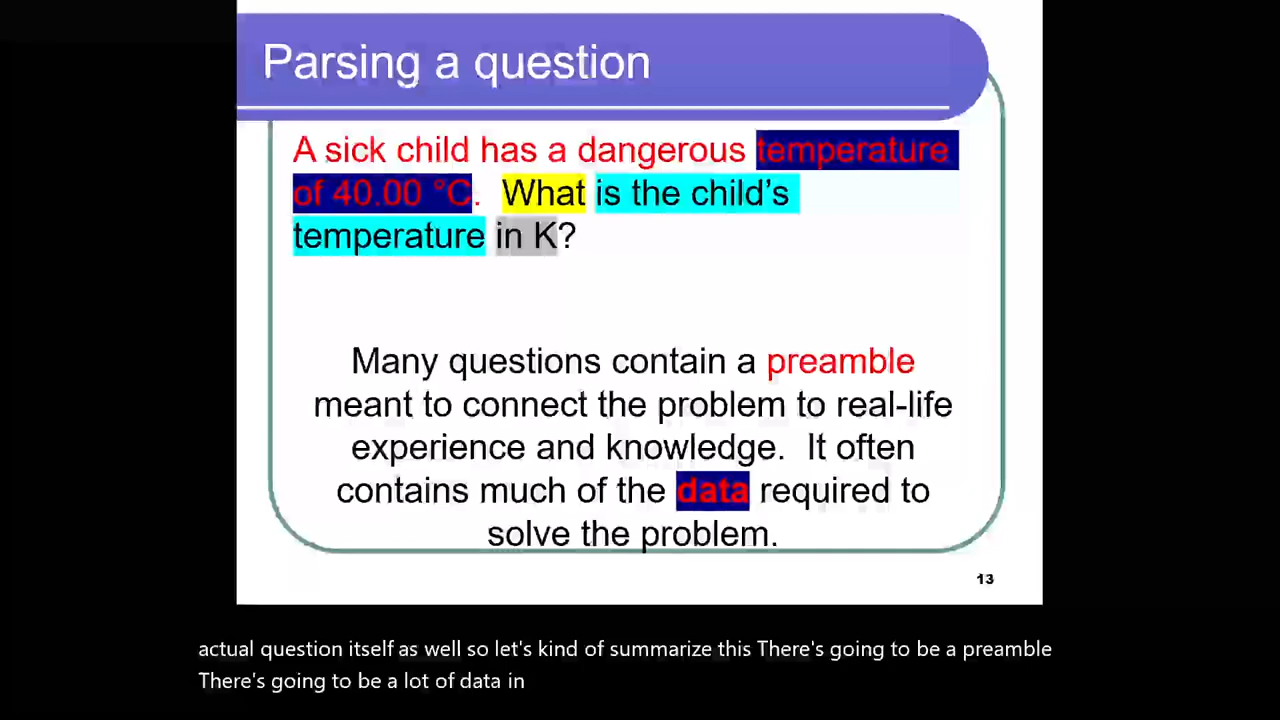 Parsing a question
A sick child has a dangerous temperature
of 40.00 °C. What is the child's
temperature in K?
Many questions contain a preamble
meant to connect the problem to real-life
experience and knowledge. It often
contains much of the data required to
solve the problem.
13
actual question itself as well so let's kind of summarize this There's going to be a preamble
There's going to be a lot of data in